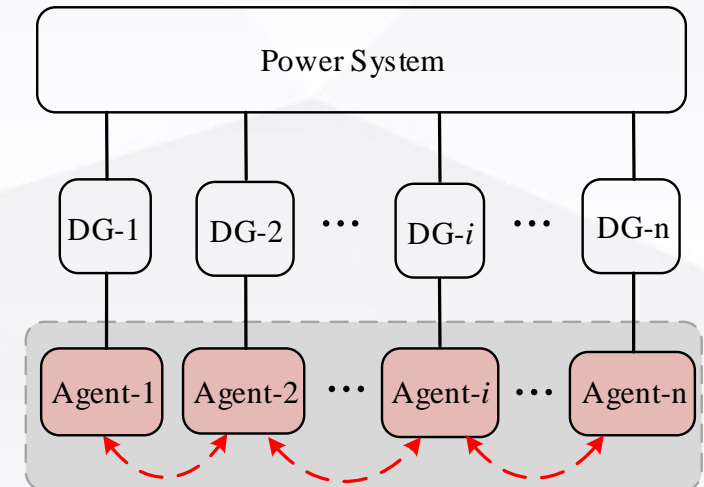 Power System
DG-1 DG-2 ··· DG-i ··· DG-n
Agent-1 Agent-2 ··· Agent-i ··· Agent-n